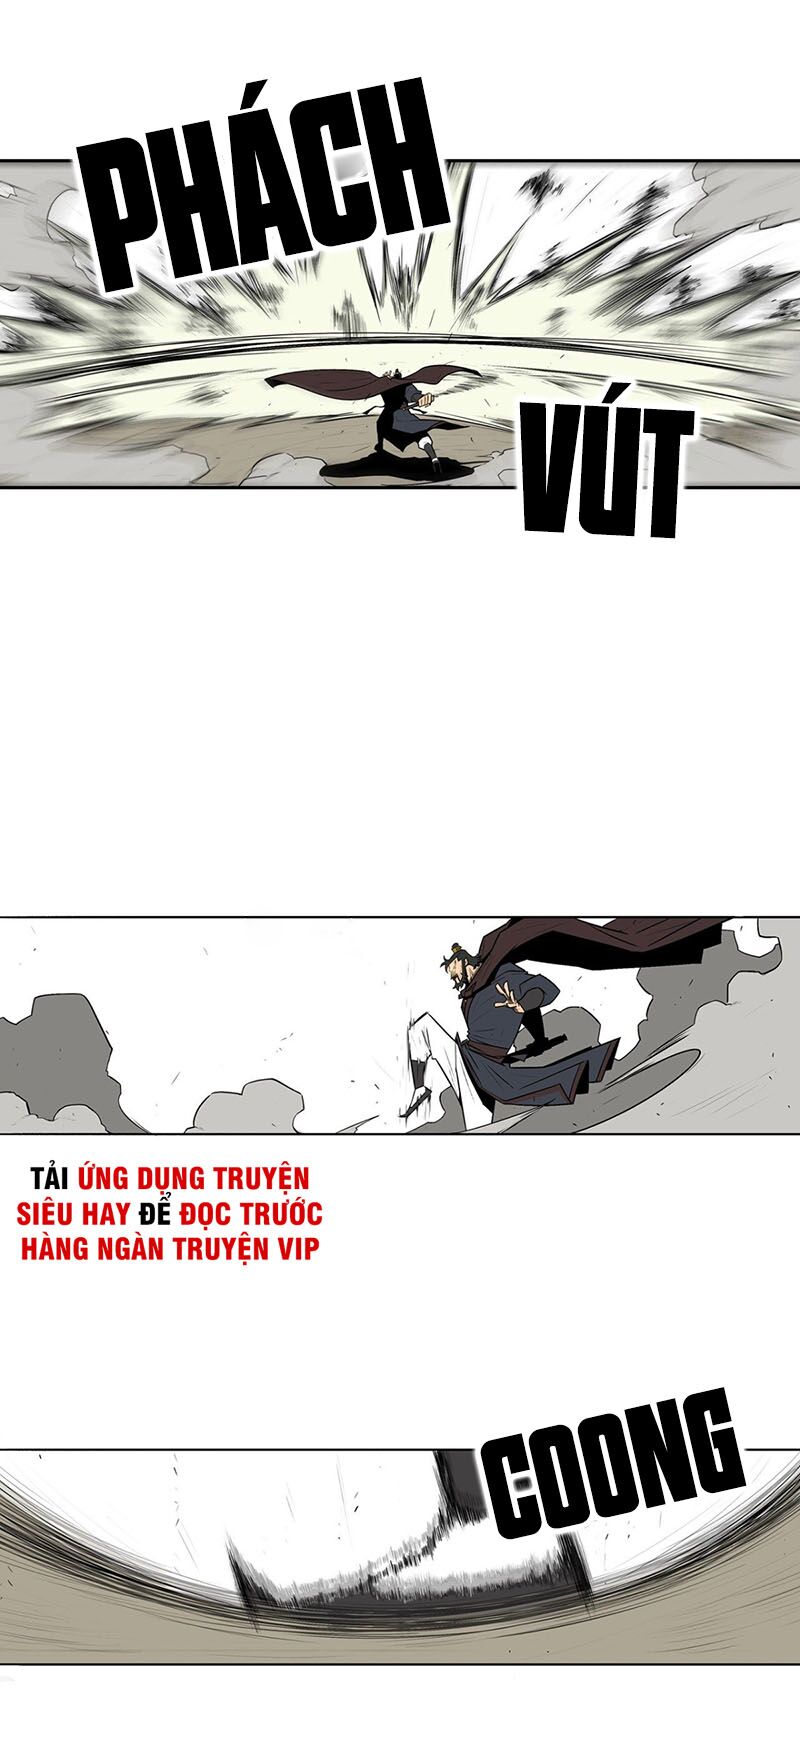 PHÁCH
VÚT
TẢI ỨNG DỤNG TRUYỆN
SIÊU HAY ĐỂ ĐỌC TRƯỚC
HÀNG NGÀN TRUYỆN VIP
COONG